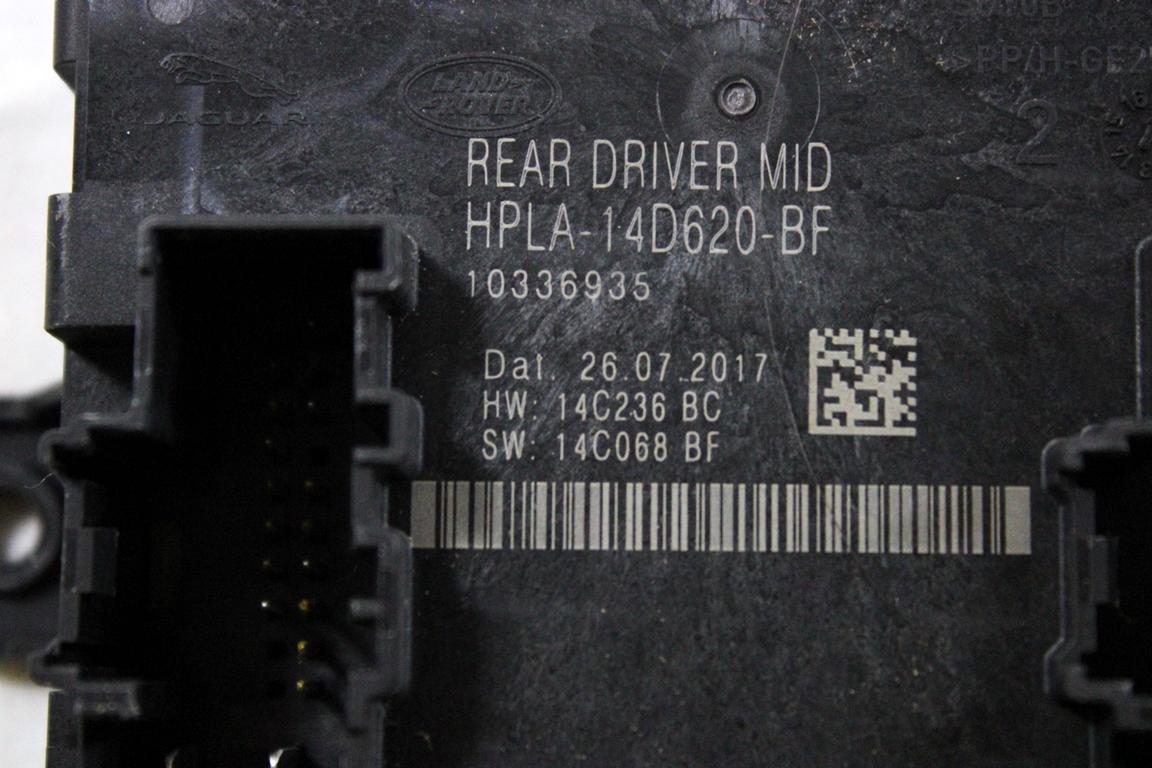 JAGUAR
LAND
ROVER
2
REAR DRIVER MID
HPLA-14D620-BF
10336935
Dat. 26.07.2017
HW: 14C236 BC
SW: 14C068 BF